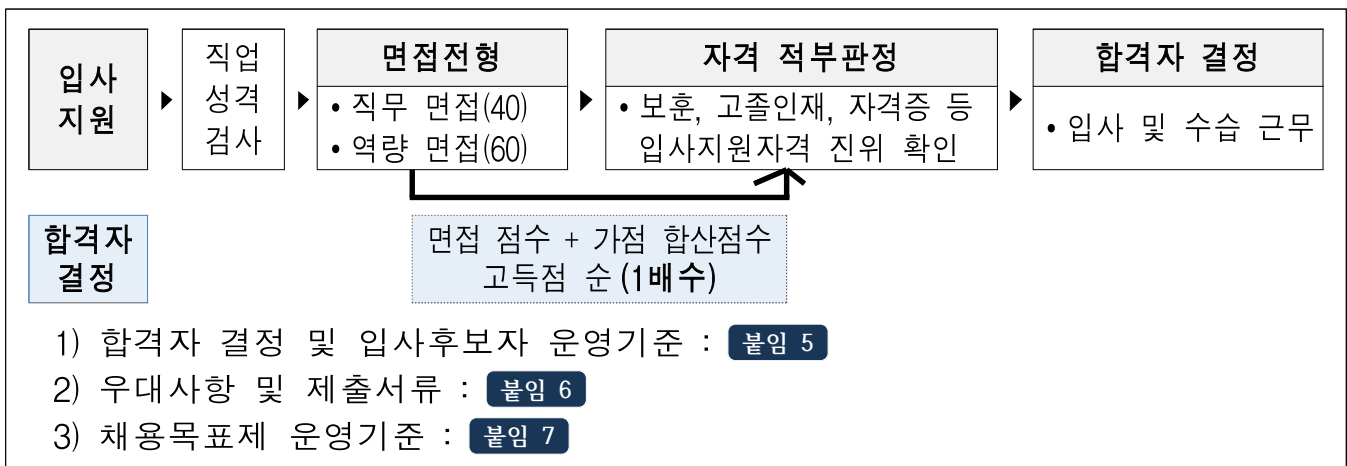 입사
지원
▶
직업
성격
검사
▶
면접전형
• 직무 면접(40)
• 역량 면접(60)
▶
자격 적부판정
• 보훈, 고졸인재, 자격증 등
입사지원자격 진위 확인
▶
합격자 결정
• 입사 및 수습 근무
합격자
결정
면접 점수 + 가점 합산점수
고득점 순 (1배수)
1) 합격자 결정 및 입사후보자 운영기준 : 붙임 5
2) 우대사항 및 제출서류 : 붙임 6
3) 채용목표제 운영기준 : 붙임 7